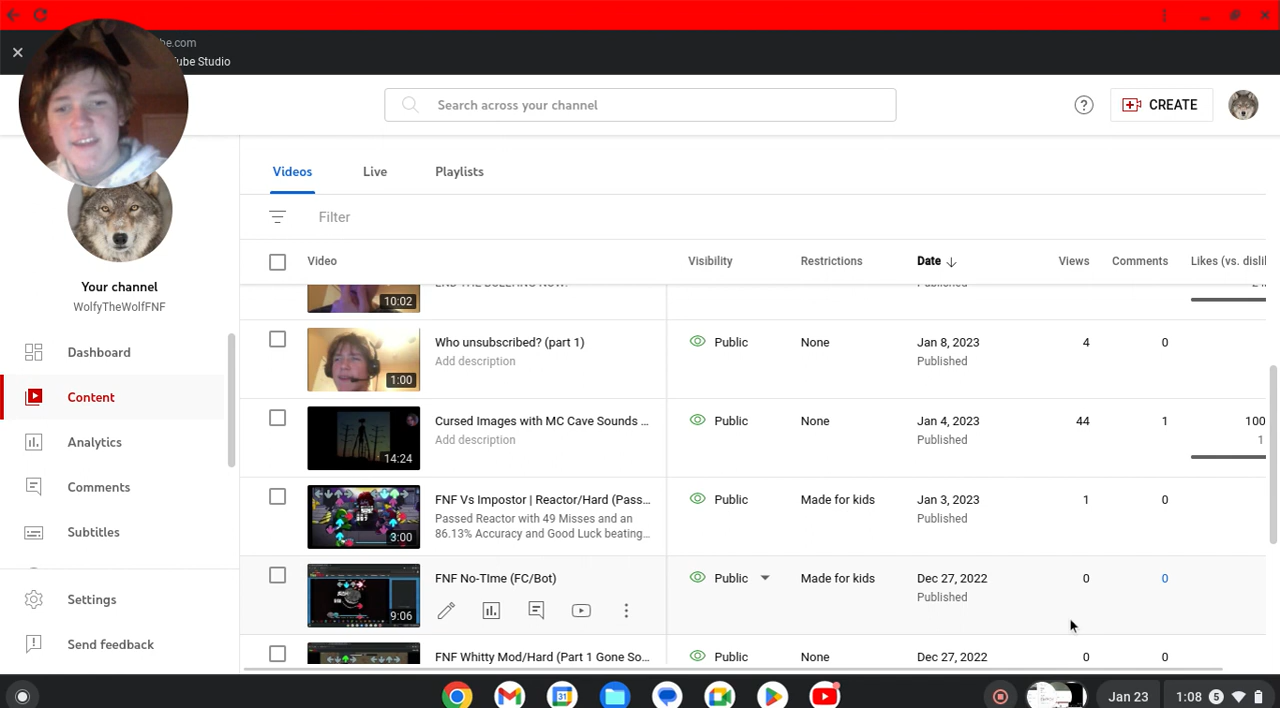 be.com
ube Studio
Search across your channel
?
CREATE
Videos
Live
Playlists
Filter
Video
Visibility
Restrictions
Date
Views
Comments
Likes (vs. disli
10:02
Published
Your channel
WolfyTheWolfFNF
Dashboard
Content
Analytics
Comments
Subtitles
Settings
Send feedback
1:00
Who unsubscribed? (part 1)
Add description
Public
None
Jan 8, 2023
Published
4
0
14:24
Cursed Images with MC Cave Sounds ...
Add description
Public
None
Jan 4, 2023
Published
44
1
100
1
3:00
FNF Vs Impostor | Reactor/Hard (Pass...
Passed Reactor with 49 Misses and an
86.13% Accuracy and Good Luck beating...
Public
Made for kids
Jan 3, 2023
Published
1
0
9:06
FNF No-TIme (FC/Bot)
Public
Made for kids
Dec 27, 2022
Published
0
0
FNF Whitty Mod/Hard (Part 1 Gone So...
Public
None
Dec 27, 2022
0
0
31
Jan 23
1:08
5